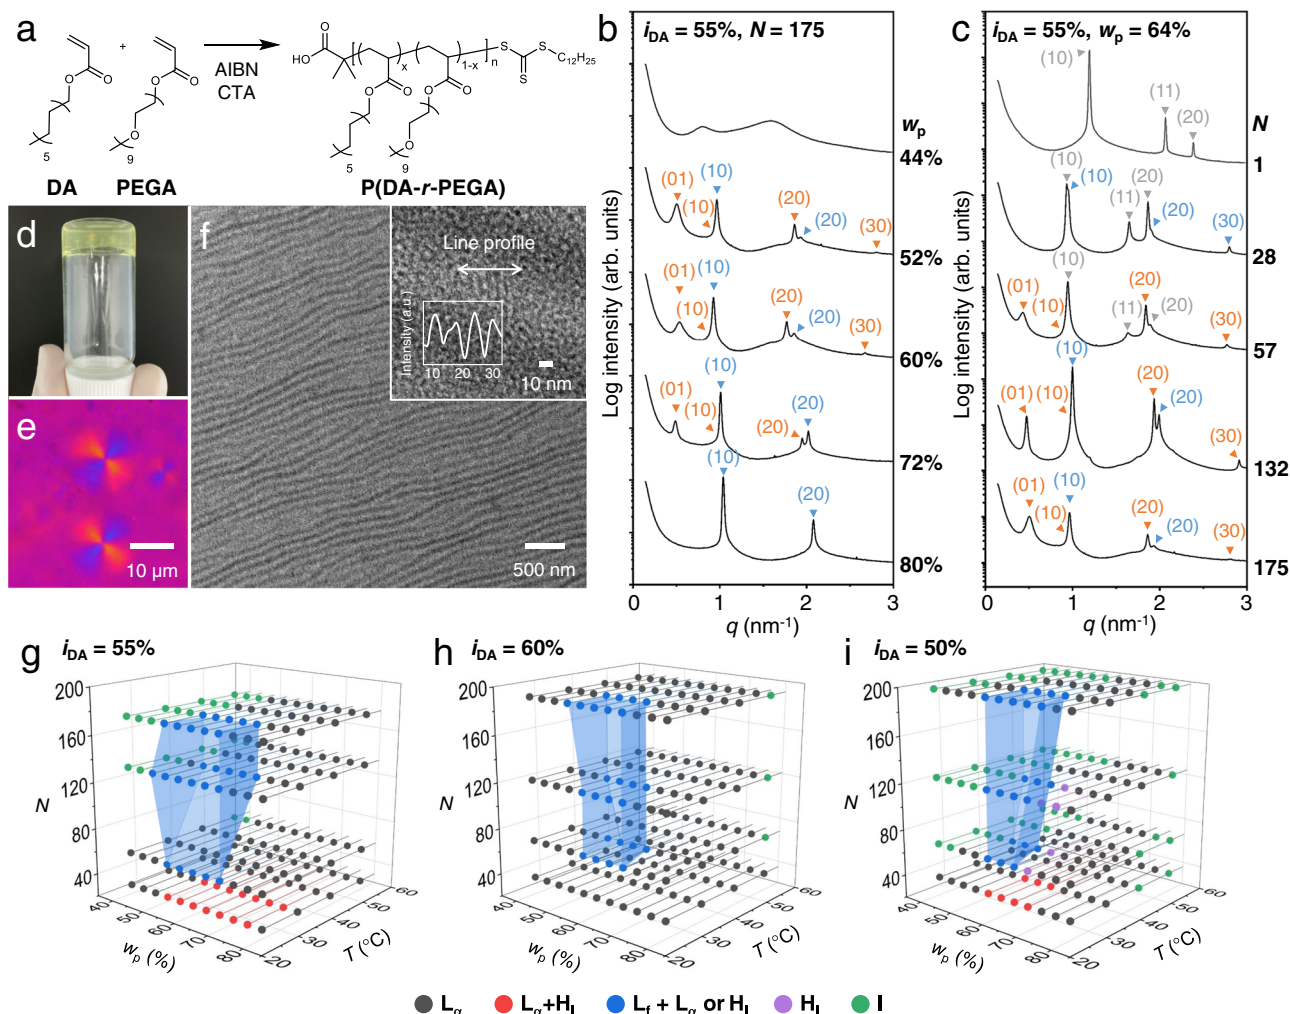 a
+
AIBN
CTA
HO
O
O
O
O
O
5
9
DA
PEGA
x
1-x
n
S
S
S
C12H25
O
O
O
O
O
5
9
P(DA-r-PEGA)
b
iDA = 55%, N = 175
Log intensity (arb. units)
wp
44%
(01)
(10)
(10)
(20)
(20)
(30)
52%
(01)
(10)
(10)
(20)
(20)
(30)
60%
(01)
(10)
(10)
(20)
(20)
72%
(10)
(20)
80%
0
1
2
3
q (nm-1)
c
iDA = 55%, wp = 64%
Log intensity (arb. units)
N
(10)
(11)
(20)
1
(10)
(10)
(11)
(20)
(20)
(30)
28
(01)
(10)
(10)
(11)
(20)
(20)
(30)
57
(01)
(10)
(10)
(20)
(20)
(30)
132
(01)
(10)
(10)
(20)
(20)
(30)
175
0
1
2
3
q (nm-1)
d
e
10 µm
f
Line profile
Intensity (a.u.)
10 20 30
10 nm
500 nm
g
iDA = 55%
200
160
120
80
40
N
40
50
60
70
80
wp (%)
20
30
40
50
60
T (°C)
h
iDA = 60%
200
160
120
80
40
N
40
50
60
70
80
wp (%)
20
30
40
50
60
T (°C)
i
iDA = 50%
200
160
120
80
40
N
40
50
60
70
80
wp (%)
20
30
40
50
60
T (°C)
Lα
Lα+HI
Lf + Lα or HI
HI
I